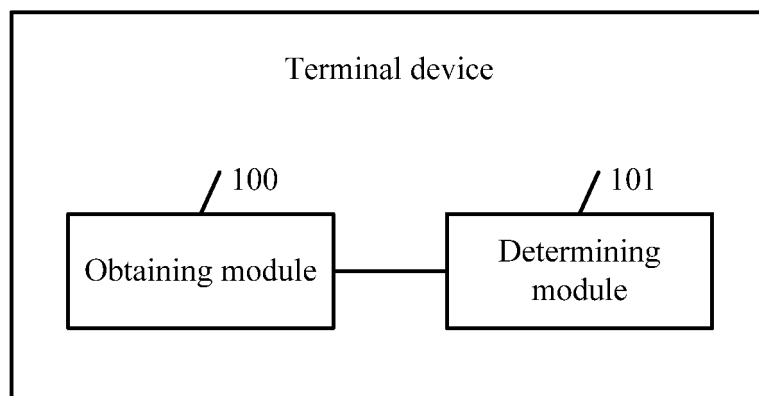 Terminal device
100
101
Obtaining module
Determining
module